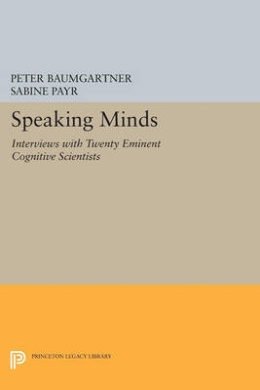 PETER BAUMGARTNER
SABINE PAYR
Speaking Minds
Interviews with Twenty Eminent
Cognitive Scientists
PRINCETON LEGACY LIBRARY